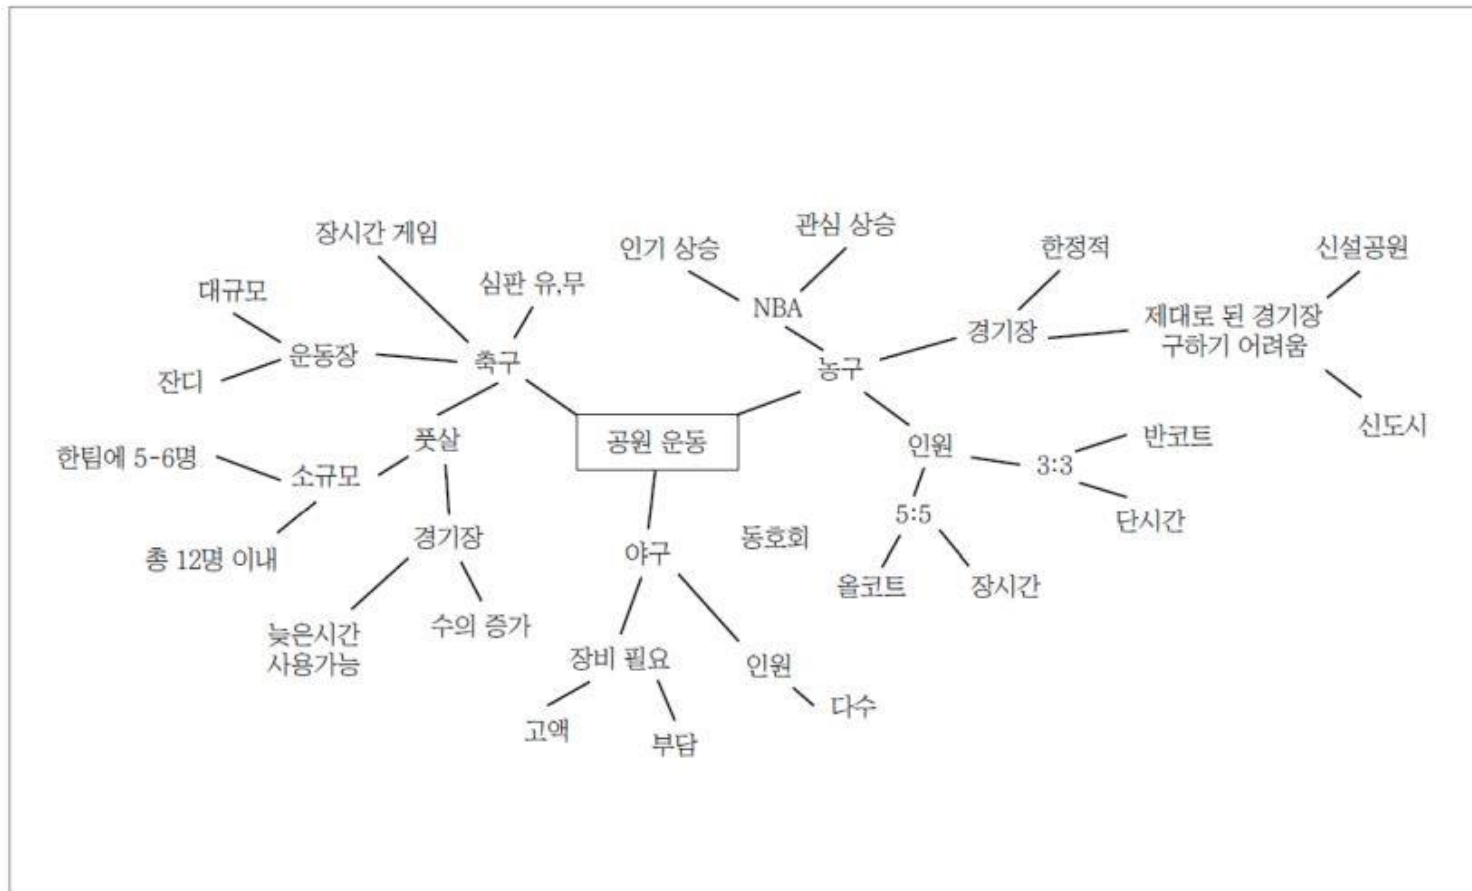 장시간 게임
대규모
심판 유,무
운동장
축구
잔디
풋살
한팀에 5-6명
소규모
총 12명 이내
경기장
늦은시간
사용가능
수의 증가
공원 운동
인기 상승
관심 상승
NBA
농구
한정적
경기장
신설공원
제대로 된 경기장
구하기 어려움
신도시
인원
3:3
반코트
단시간
5:5
올코트
장시간
동호회
야구
장비 필요
고액
부담
인원
다수